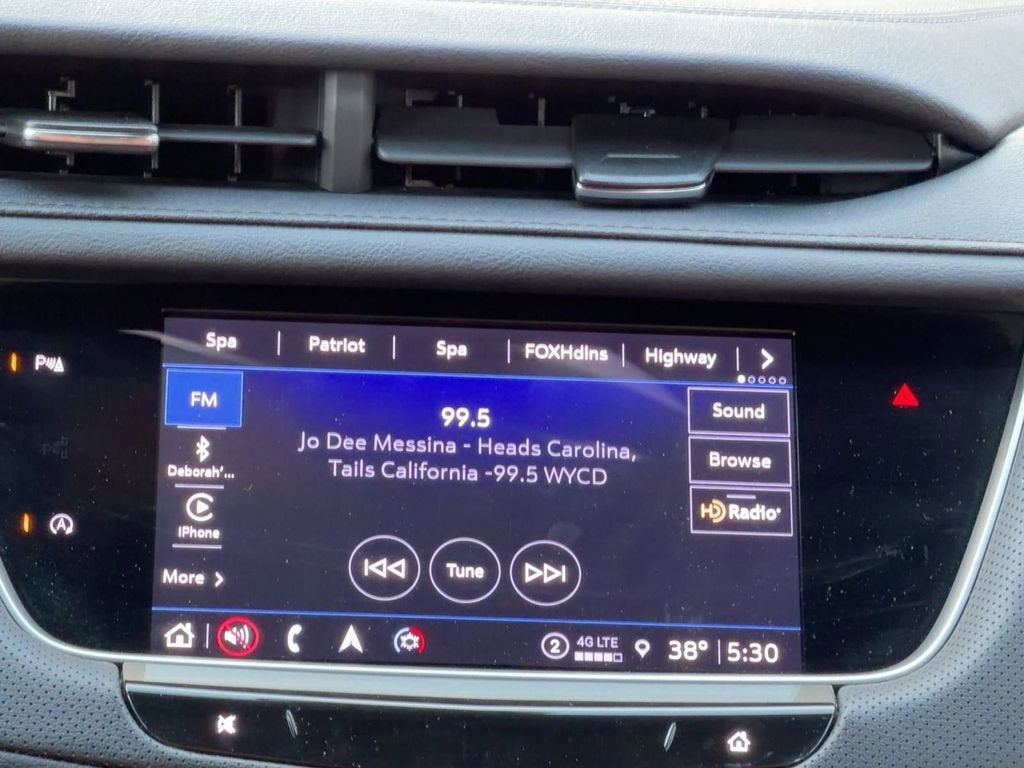 Spa
Patriot
Spa
FOXHdlns
Highway
FM
99.5
Jo Dee Messina - Heads Carolina,
Tails California -99.5 WYCD
Sound
Browse
HD Radio
Deborah'...
iPhone
More
Tune
2
4G LTE
38°
5:30
P
A